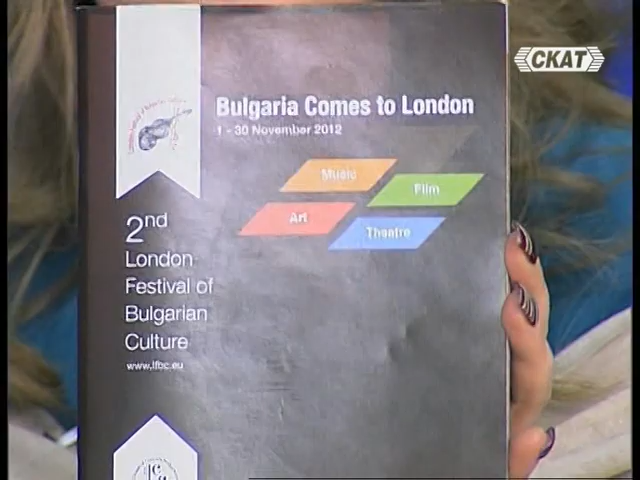 СКАТ
Bulgaria Comes to London
1 - 30 November 2012
Music
Film
Art
Theatre
2nd
London
Festival of
Bulgarian
Culture
www.lfbc.eu